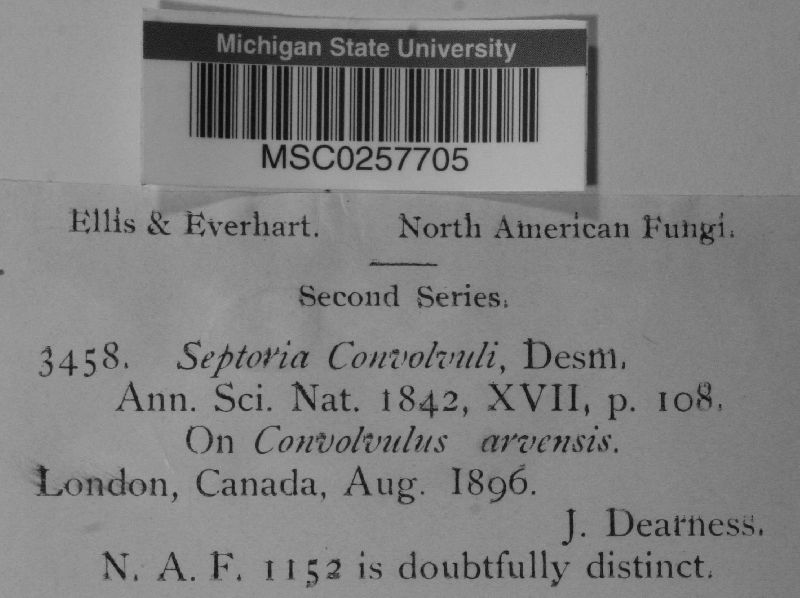 Michigan State University
MSC0257705
Ellis & Everhart. North American Fungi.
Second Series.
3458. Septoria Convolvuli, Desm.
Ann. Sci. Nat. 1842, XVII, p. 108.
On Convolvulus arvensis.
London, Canada, Aug. 1896.
J. Dearness.
N. A. F. 1152 is doubtfully distinct.